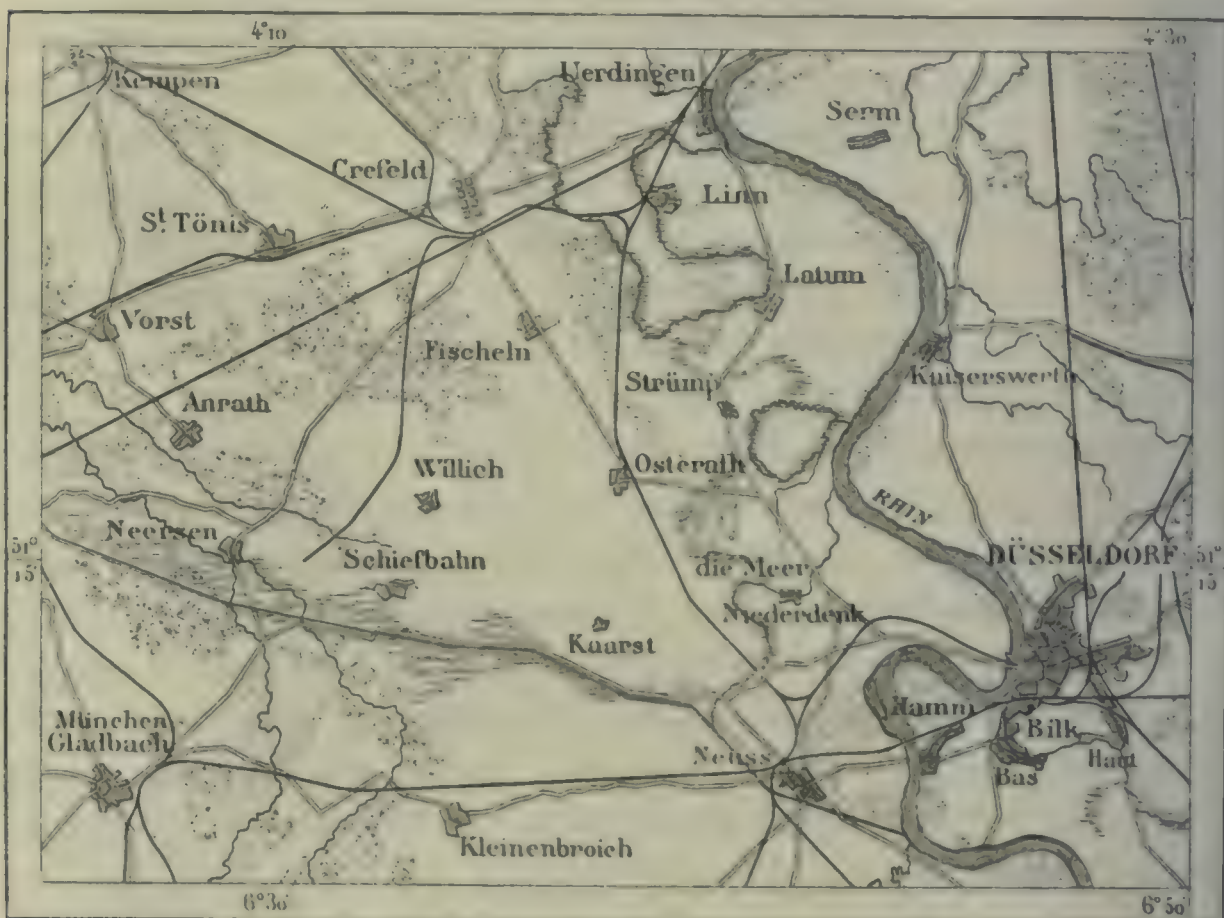 4°10
4°30
Kempen
Uerdingen
Serm
Crefeld
Linn
St Tönis
Latum
Vorst
Fischeln
Kaiserswerth
Strümp
Anrath
Osterath
Willich
RHIN
Neersen
51°
15'
Schiefbahn
die Meer
DÜSSELDORF
51°
15'
Niederdenk
Kaarst
Hamm
München
Gladbach
Bilk
Neuss
Bas
Haut
Kleinenbroich
6°30
6°50